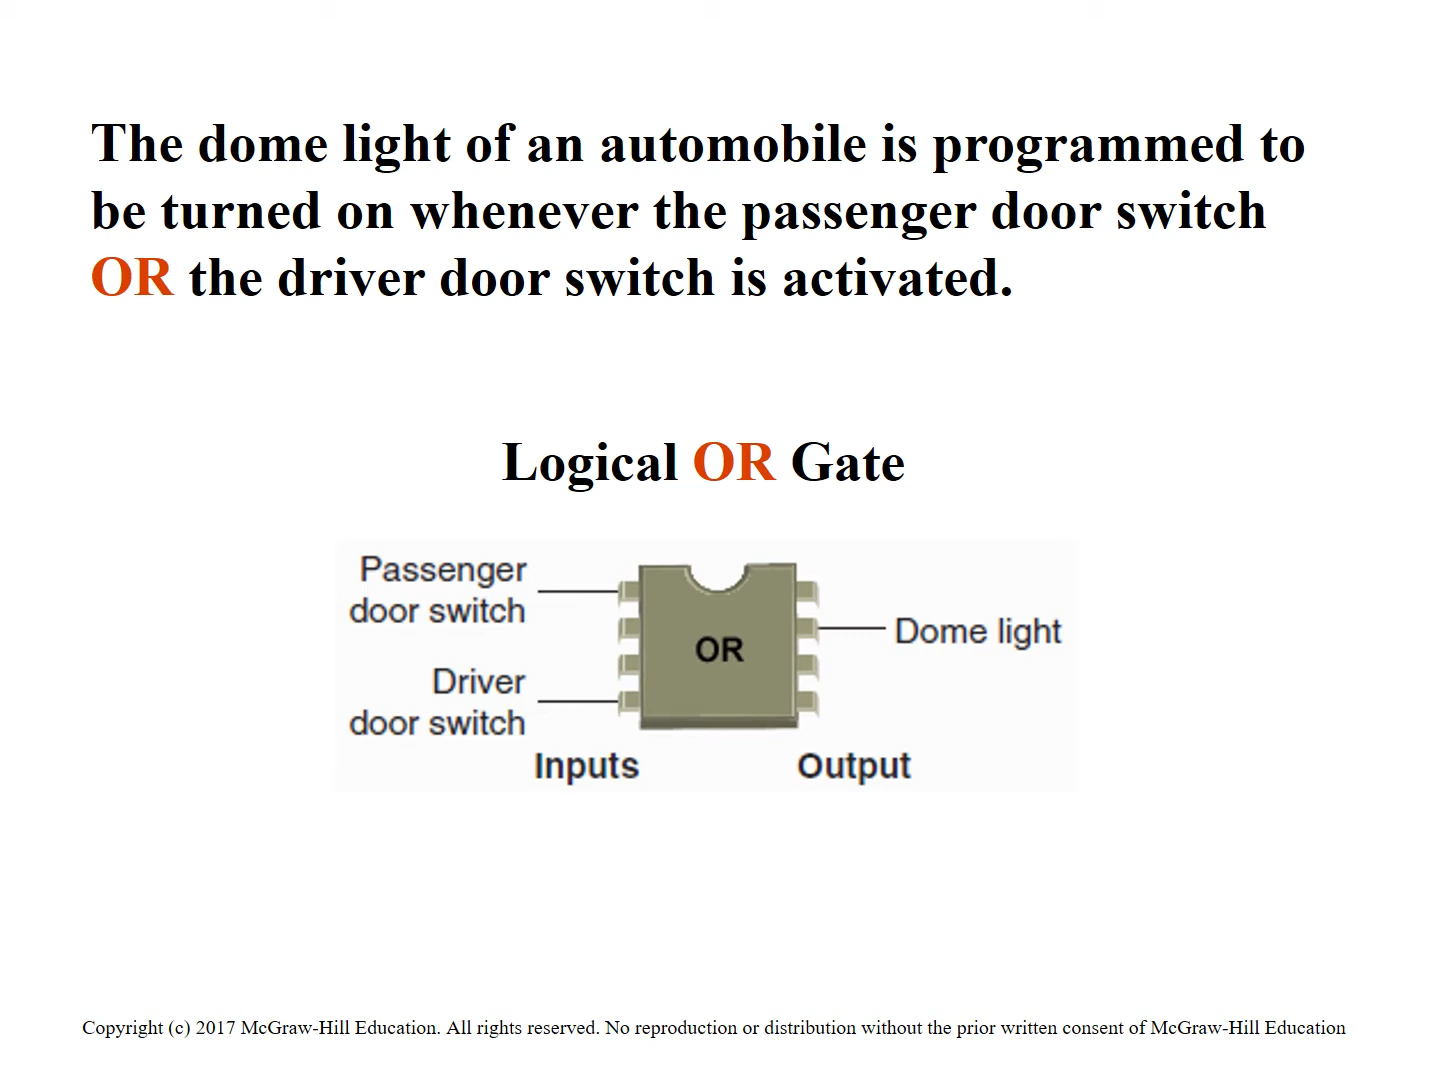 The dome light of an automobile is programmed to
be turned on whenever the passenger door switch
OR the driver door switch is activated.
Logical OR Gate
Passenger
door switch
OR
Dome light
Driver
door switch
Inputs
Output
Copyright (c) 2017 McGraw-Hill Education. All rights reserved. No reproduction or distribution without the prior written consent of McGraw-Hill Education